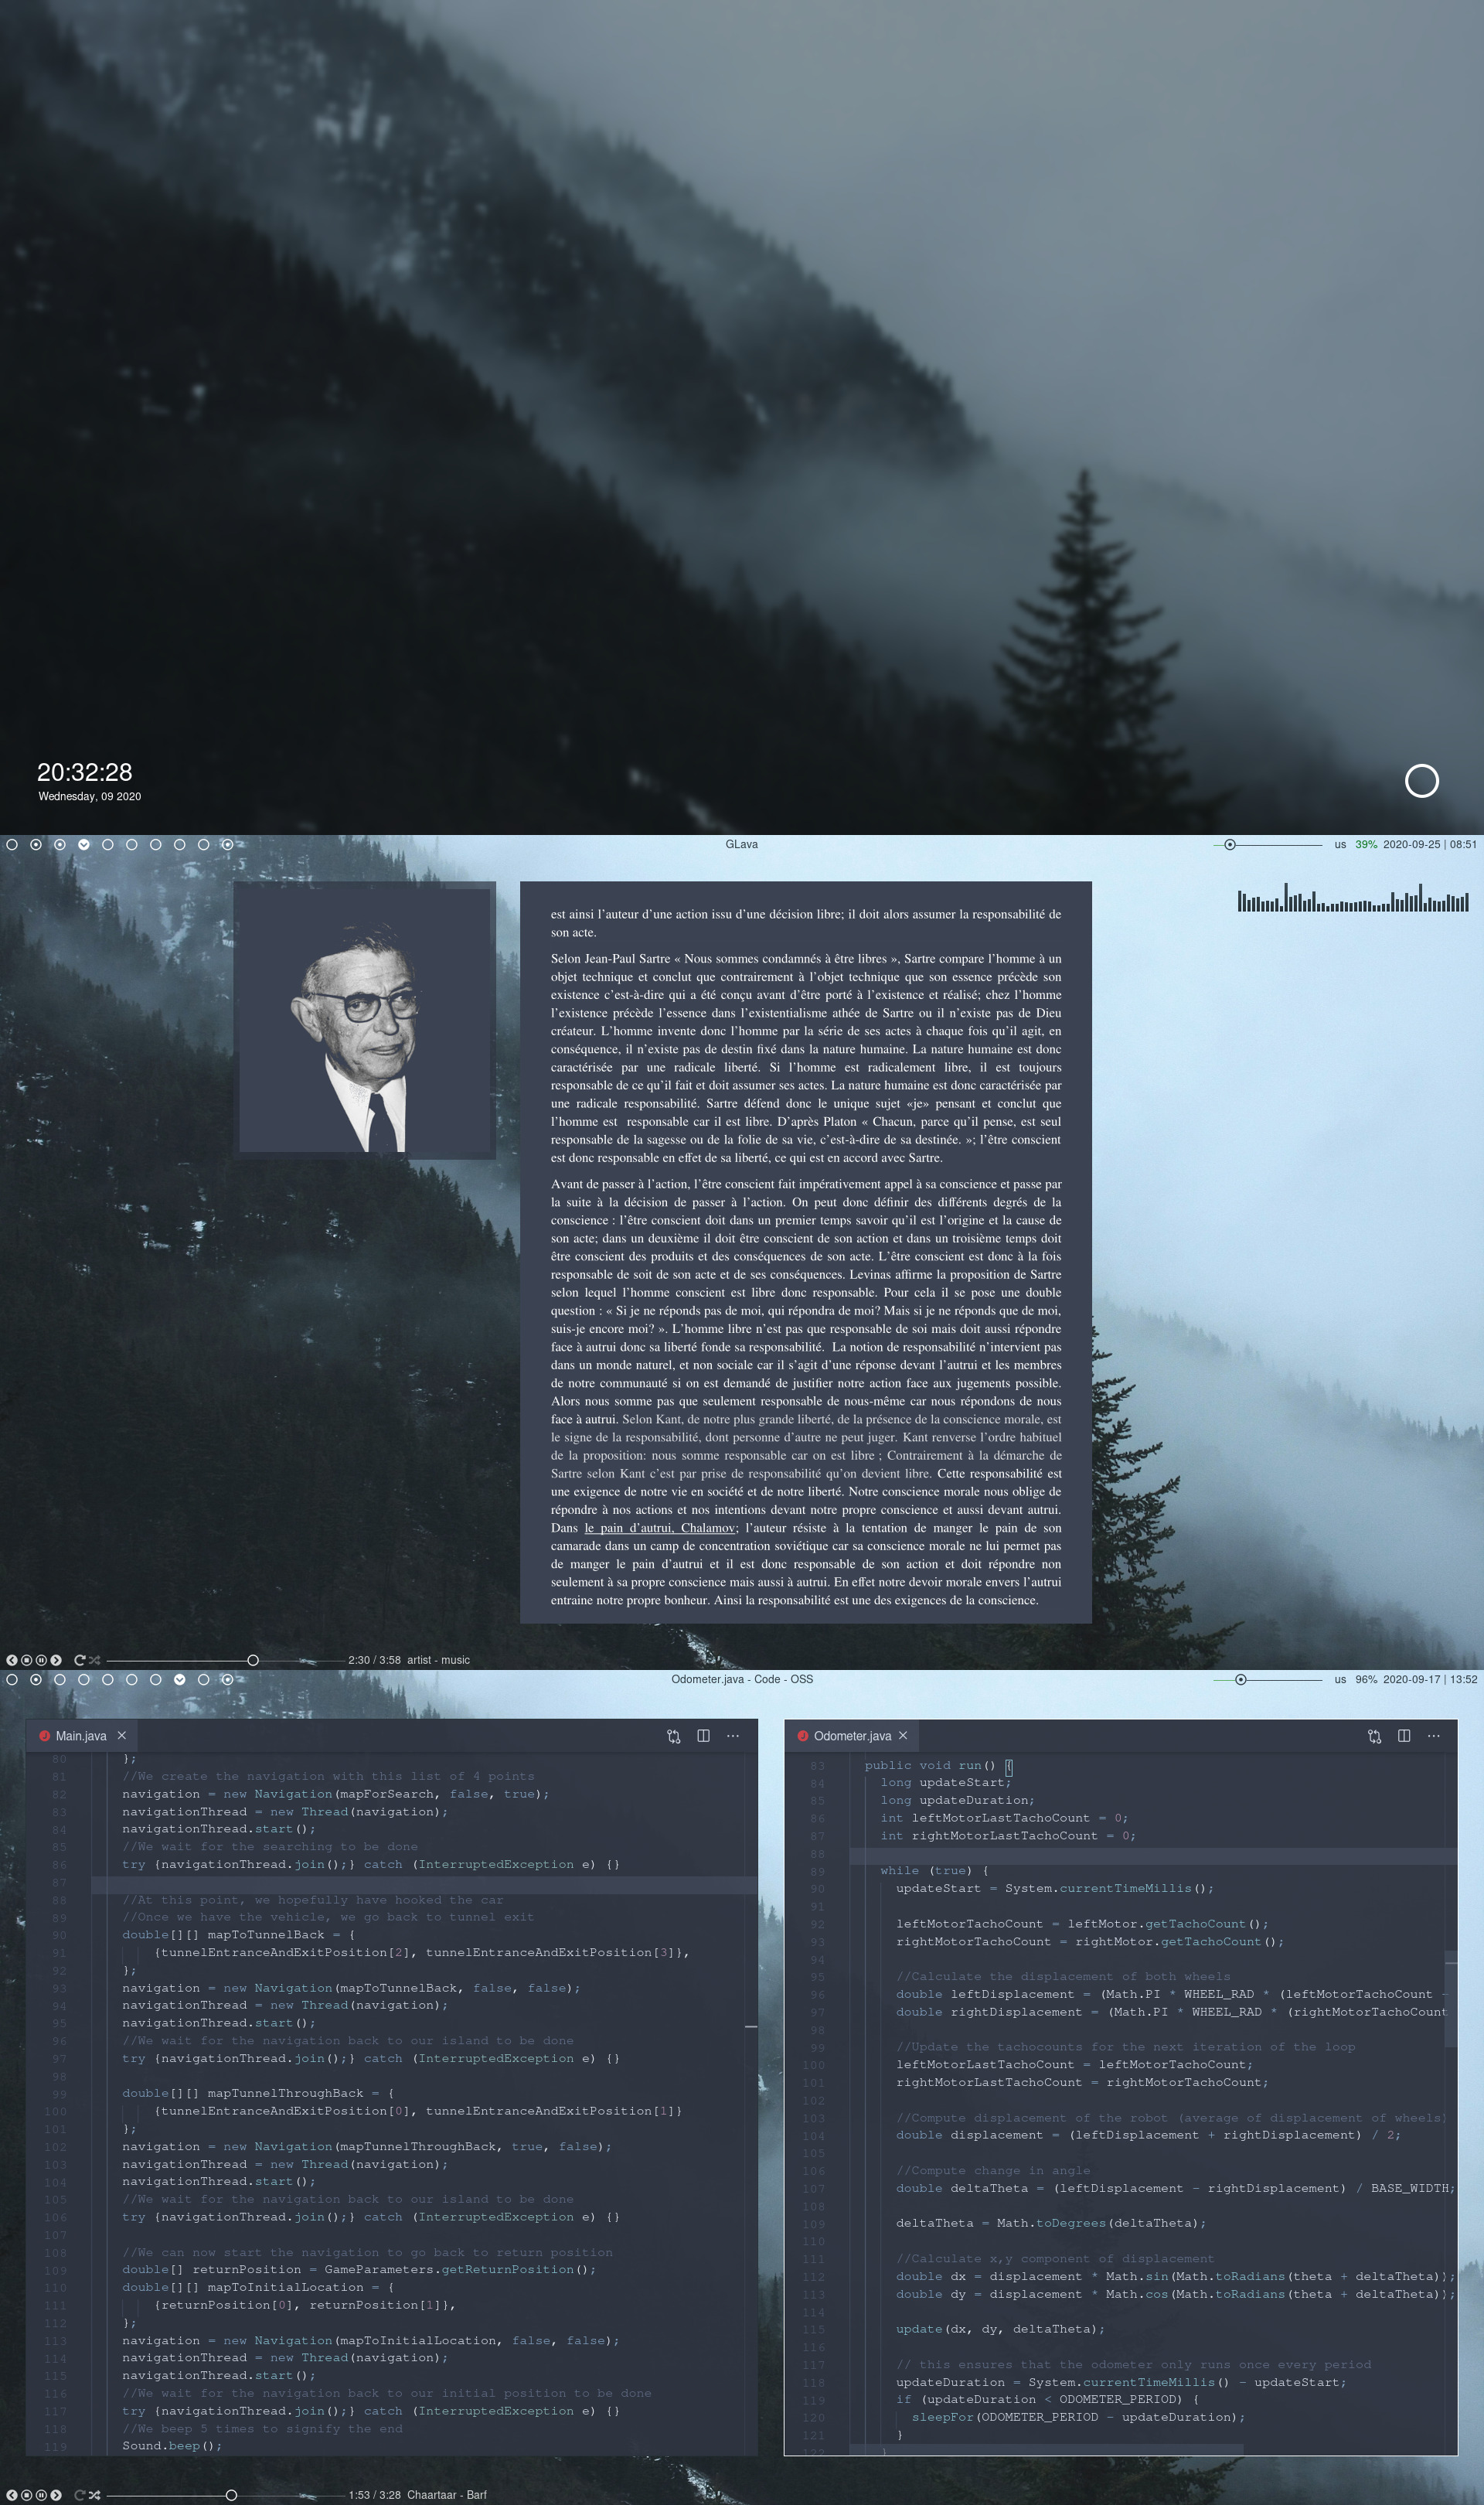 20:32:28
Wednesday, 09 2020
GLava
us 39% 2020-09-25 | 08:51
est ainsi l’auteur d’une action issu d’une décision libre; il doit alors assumer la responsabilité de
son acte.
Selon Jean-Paul Sartre « Nous sommes condamnés à être libres », Sartre compare l’homme à un
objet technique et conclut que contrairement à l’objet technique que son essence précède son
existence c’est-à-dire qui a été conçu avant d’être porté à l’existence et réalisé; chez l’homme
l’existence précède l’essence dans l’existentialisme athée de Sartre ou il n’existe pas de Dieu
créateur. L’homme invente donc l’homme par la série de ses actes à chaque fois qu’il agit, en
conséquence, il n’existe pas de destin fixé dans la nature humaine. La nature humaine est donc
caractérisée par une radicale liberté. Si l’homme est radicalement libre, il est toujours
responsable de ce qu’il fait et doit assumer ses actes. La nature humaine est donc caractérisée par
une radicale responsabilité. Sartre défend donc le unique sujet «je» pensant et conclut que
l’homme est responsable car il est libre. D’après Platon « Chacun, parce qu’il pense, est seul
responsable de la sagesse ou de la folie de sa vie, c’est-à-dire de sa destinée. »; l’être conscient
est donc responsable en effet de sa liberté, ce qui est en accord avec Sartre.
Avant de passer à l’action, l’être conscient fait impérativement appel à sa conscience et passe par
la suite à la décision de passer à l’action. On peut donc définir des différents degrés de la
conscience : l’être conscient doit dans un premier temps savoir qu’il est l’origine et la cause de
son acte; dans un deuxième il doit être conscient de son action et dans un troisième temps doit
être conscient des produits et des conséquences de son acte. L’être conscient est donc à la fois
responsable de soit de son acte et de ses conséquences. Levinas affirme la proposition de Sartre
selon lequel l’homme conscient est libre donc responsable. Pour cela il se pose une double
question : « Si je ne réponds pas de moi, qui répondra de moi? Mais si je ne réponds que de moi,
suis-je encore moi? ». L’homme libre n’est pas que responsable de soi mais doit aussi répondre
face à autrui donc sa liberté fonde sa responsabilité. La notion de responsabilité n’intervient pas
dans un monde naturel, et non sociale car il s’agit d’une réponse devant l’autrui et les membres
de notre communauté si on est demandé de justifier notre action face aux jugements possible.
Alors nous somme pas que seulement responsable de nous-même car nous répondons de nous
face à autrui. Selon Kant, de notre plus grande liberté, de la présence de la conscience morale, est
le signe de la responsabilité, dont personne d’autre ne peut juger. Kant renverse l’ordre habituel
de la proposition: nous somme responsable car on est libre ; Contrairement à la démarche de
Sartre selon Kant c’est par prise de responsabilité qu’on devient libre. Cette responsabilité est
une exigence de notre vie en société et de notre liberté. Notre conscience morale nous oblige de
répondre à nos actions et nos intentions devant notre propre conscience et aussi devant autrui.
Dans le pain d’autrui, Chalamov; l’auteur résiste à la tentation de manger le pain de son
camarade dans un camp de concentration soviétique car sa conscience morale ne lui permet pas
de manger le pain d’autrui et il est donc responsable de son action et doit répondre non
seulement à sa propre conscience mais aussi à autrui. En effet notre devoir morale envers l’autrui
entraine notre propre bonheur. Ainsi la responsabilité est une des exigences de la conscience.
2:30 / 3:58 artist - music
Odometer.java - Code - OSS
us 96% 2020-09-17 | 13:52
Main.java
80 };
81 //We create the navigation with this list of 4 points
82 navigation = new Navigation(mapForSearch, false, true);
83 navigationThread = new Thread(navigation);
84 navigationThread.start();
85 //We wait for the searching to be done
86 try {navigationThread.join();} catch (InterruptedException e) {}
87
88 //At this point, we hopefully have hooked the car
89 //Once we have the vehicle, we go back to tunnel exit
90 double[][] mapToTunnelBack = {
91 {tunnelEntranceAndExitPosition[2], tunnelEntranceAndExitPosition[3]},
92 };
93 navigation = new Navigation(mapToTunnelBack, false, false);
94 navigationThread = new Thread(navigation);
95 navigationThread.start();
96 //We wait for the navigation back to our island to be done
97 try {navigationThread.join();} catch (InterruptedException e) {}
98
99 double[][] mapTunnelThroughBack = {
100 {tunnelEntranceAndExitPosition[0], tunnelEntranceAndExitPosition[1]}
101 };
102 navigation = new Navigation(mapTunnelThroughBack, true, false);
103 navigationThread = new Thread(navigation);
104 navigationThread.start();
105 //We wait for the navigation back to our island to be done
106 try {navigationThread.join();} catch (InterruptedException e) {}
107
108 //We can now start the navigation to go back to return position
109 double[] returnPosition = GameParameters.getReturnPosition();
110 double[][] mapToInitialLocation = {
111 {returnPosition[0], returnPosition[1]},
112 };
113 navigation = new Navigation(mapToInitialLocation, false, false);
114 navigationThread = new Thread(navigation);
115 navigationThread.start();
116 //We wait for the navigation back to our initial position to be done
117 try {navigationThread.join();} catch (InterruptedException e) {}
118 //We beep 5 times to signify the end
119 Sound.beep();
Odometer.java
83 public void run() {
84 long updateStart;
85 long updateDuration;
86 int leftMotorLastTachoCount = 0;
87 int rightMotorLastTachoCount = 0;
88
89 while (true) {
90 updateStart = System.currentTimeMillis();
91
92 leftMotorTachoCount = leftMotor.getTachoCount();
93 rightMotorTachoCount = rightMotor.getTachoCount();
94
95 //Calculate the displacement of both wheels
96 double leftDisplacement = (Math.PI * WHEEL_RAD * (leftMotorTachoCount -
97 double rightDisplacement = (Math.PI * WHEEL_RAD * (rightMotorTachoCount
98
99 //Update the tachocounts for the next iteration of the loop
100 leftMotorLastTachoCount = leftMotorTachoCount;
101 rightMotorLastTachoCount = rightMotorTachoCount;
102
103 //Compute displacement of the robot (average of displacement of wheels)
104 double displacement = (leftDisplacement + rightDisplacement) / 2;
105
106 //Compute change in angle
107 double deltaTheta = (leftDisplacement - rightDisplacement) / BASE_WIDTH;
108
109 deltaTheta = Math.toDegrees(deltaTheta);
110
111 //Calculate x,y component of displacement
112 double dx = displacement * Math.sin(Math.toRadians(theta + deltaTheta));
113 double dy = displacement * Math.cos(Math.toRadians(theta + deltaTheta));
114
115 update(dx, dy, deltaTheta);
116
117 // this ensures that the odometer only runs once every period
118 updateDuration = System.currentTimeMillis() - updateStart;
119 if (updateDuration < ODOMETER_PERIOD) {
120 sleepFor(ODOMETER_PERIOD - updateDuration);
121 }
122 }
1:53 / 3:28 Chaartaar - Barf